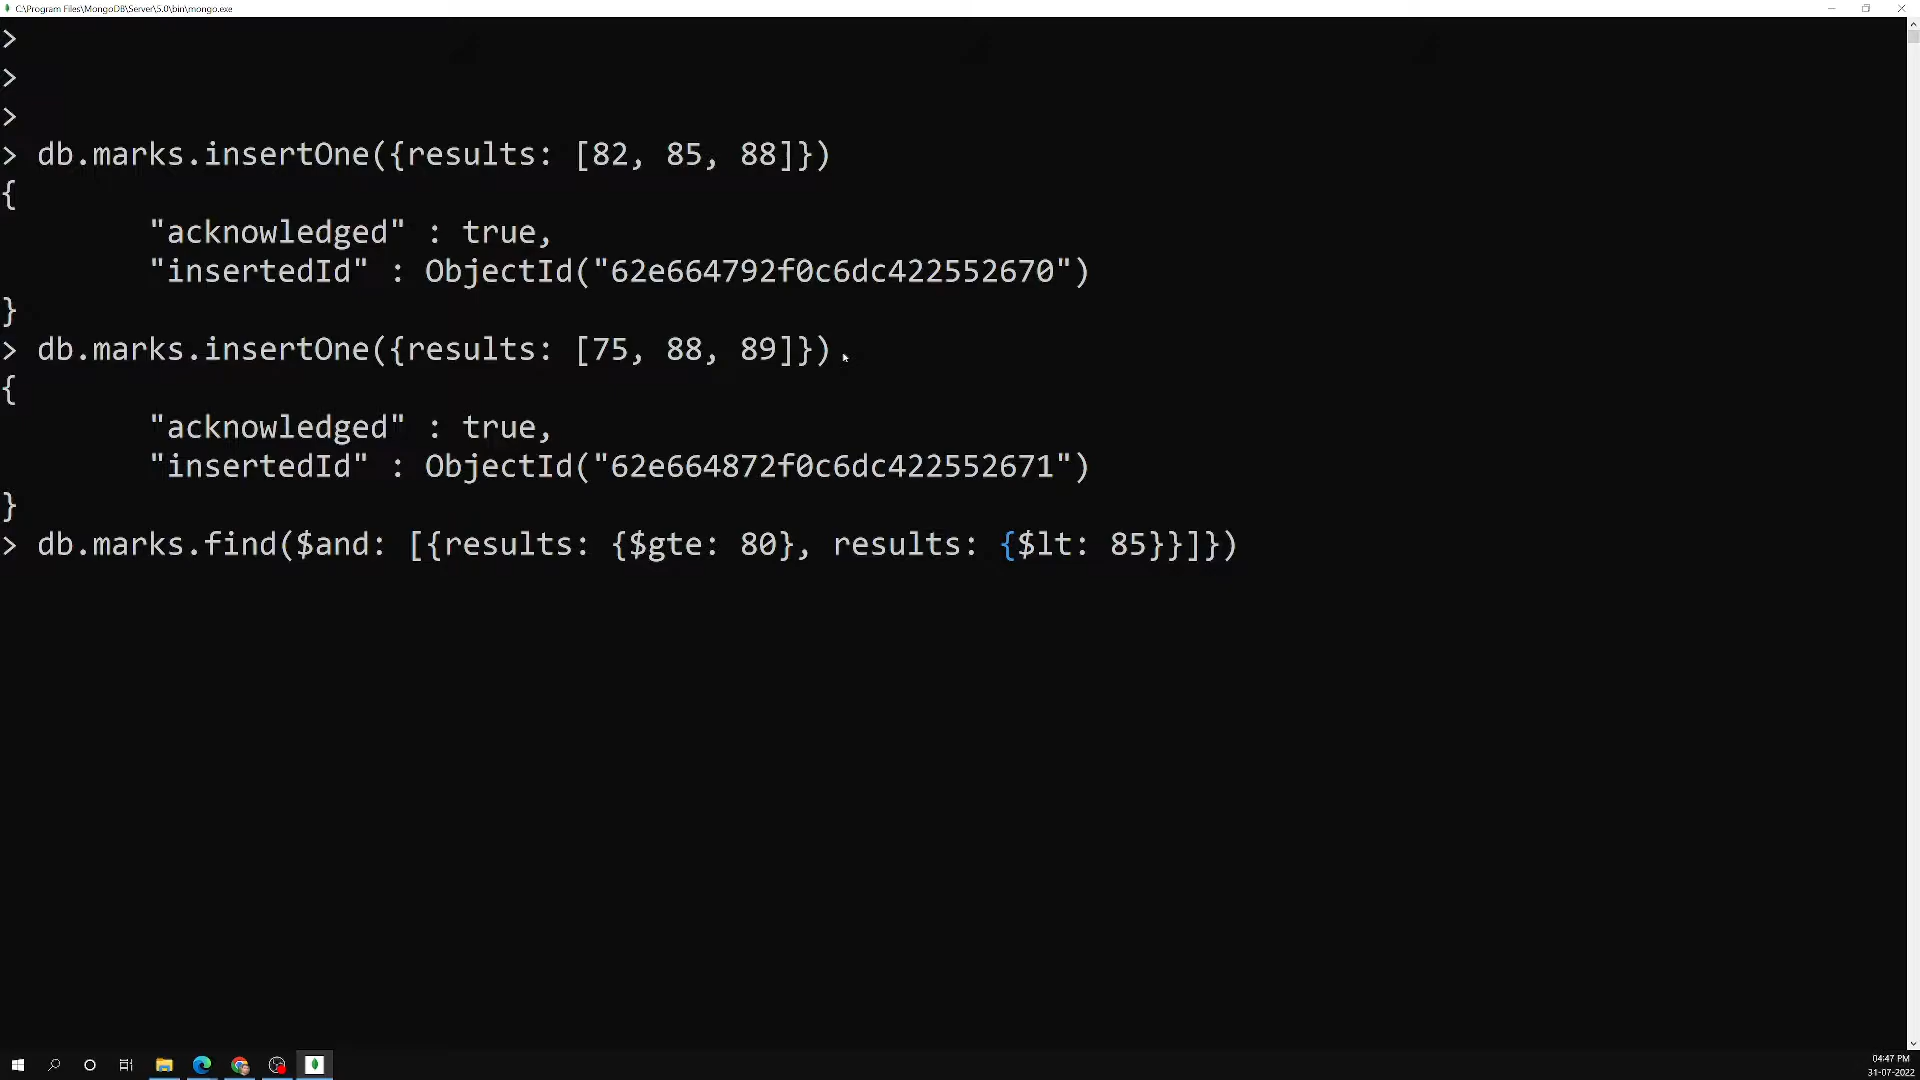 C:\Program Files\MongoDB\Server\5.0\bin\mongo.exe
>
>
>
> db.marks.insertOne({results: [82, 85, 88]})
{
        "acknowledged" : true,
        "insertedId" : ObjectId("62e664792f0c6dc422552670")
}
> db.marks.insertOne({results: [75, 88, 89]})
{
        "acknowledged" : true,
        "insertedId" : ObjectId("62e664872f0c6dc422552671")
}
> db.marks.find($and: [{results: {$gte: 80}, results: {$lt: 85}}]})
04:47 PM
31-07-2022